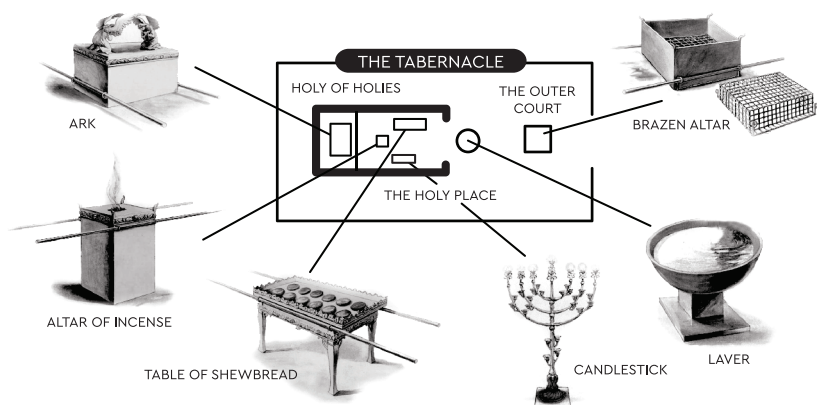 THE TABERNACLE
HOLY OF HOLIES
THE OUTER
COURT
ARK
BRAZEN ALTAR
THE HOLY PLACE
ALTAR OF INCENSE
TABLE OF SHEWBREAD
CANDLESTICK
LAVER